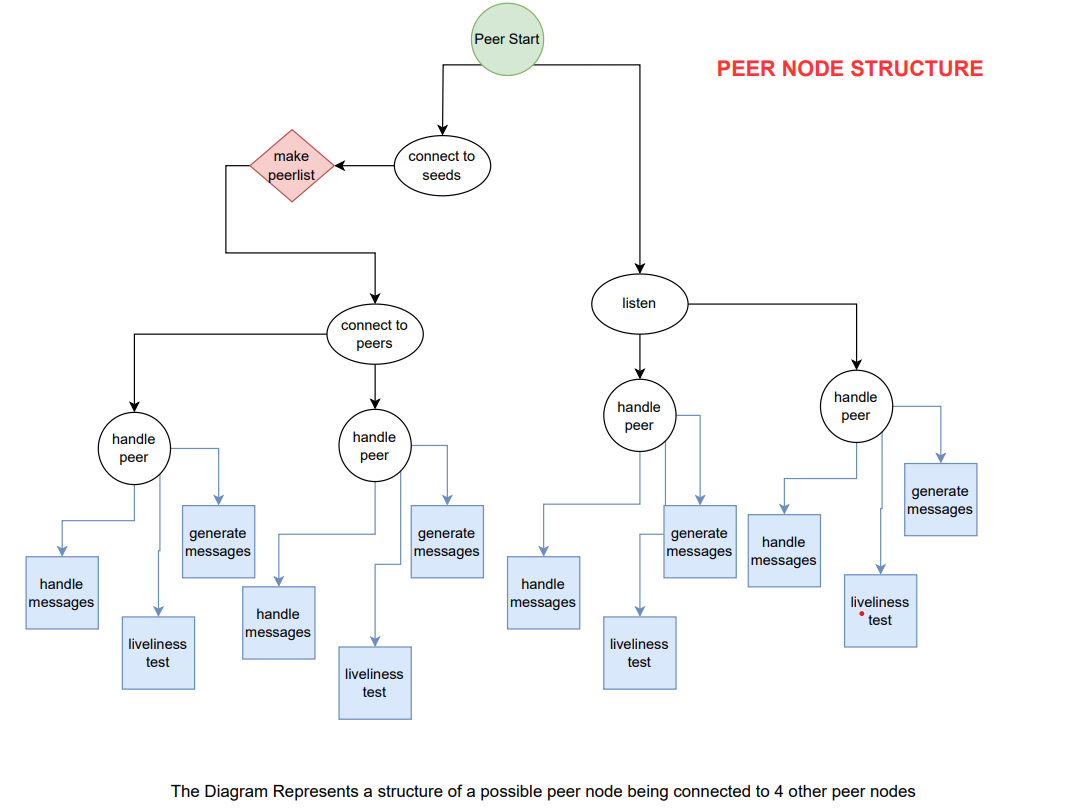 Peer Start
PEER NODE STRUCTURE
make
peerlist
connect to
seeds
listen
connect to
peers
handle
peer
handle
peer
handle
peer
handle
peer
generate
messages
generate
messages
generate
messages
generate
messages
handle
messages
handle
messages
handle
messages
handle
messages
liveliness
test
liveliness
test
liveliness
test
liveliness
test
The Diagram Represents a structure of a possible peer node being connected to 4 other peer nodes